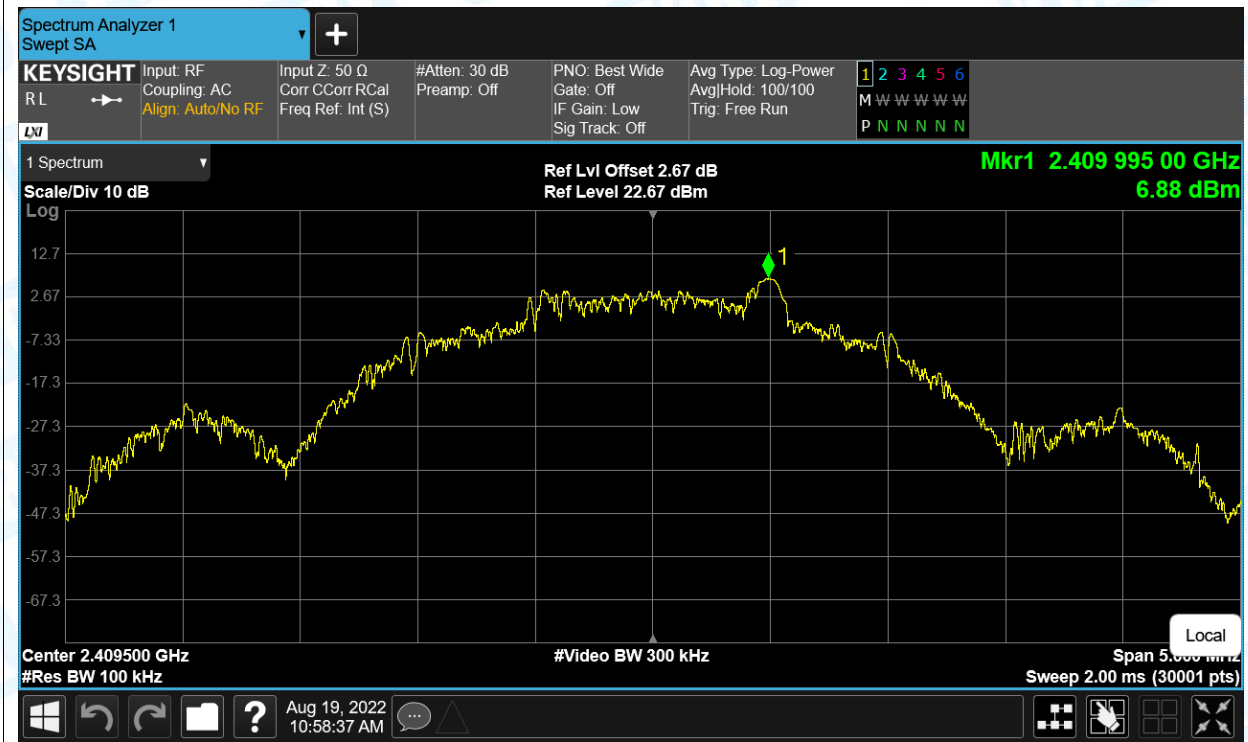 Spectrum Analyzer 1
Swept SA
+
KEYSIGHT
R L
LXI
Input: RF
Coupling: AC
Align: Auto/No RF
Input Z: 50 Ω
Corr CCorr RCal
Freq Ref: Int (S)
#Atten: 30 dB
Preamp: Off
PNO: Best Wide
Gate: Off
IF Gain: Low
Sig Track: Off
Avg Type: Log-Power
Avg|Hold: 100/100
Trig: Free Run
1 2 3 4 5 6
M W W W W W
P N N N N N
1 Spectrum
Scale/Div 10 dB
Ref Lvl Offset 2.67 dB
Ref Level 22.67 dBm
Mkr1 2.409 995 00 GHz
6.88 dBm
Log
12.7
2.67
-7.33
-17.3
-27.3
-37.3
-47.3
-57.3
-67.3
1
Local
Center 2.409500 GHz
#Res BW 100 kHz
#Video BW 300 kHz
Span 5.000 MHz
Sweep 2.00 ms (30001 pts)
?
Aug 19, 2022
10:58:37 AM